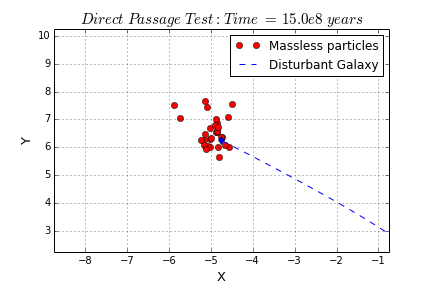 Direct Passage Test : Time = 15.0e8 years
Massless particles
Disturbant Galaxy
Y
10
9
8
7
6
5
4
3
−8 −7 −6 −5 −4 −3 −2 −1
X